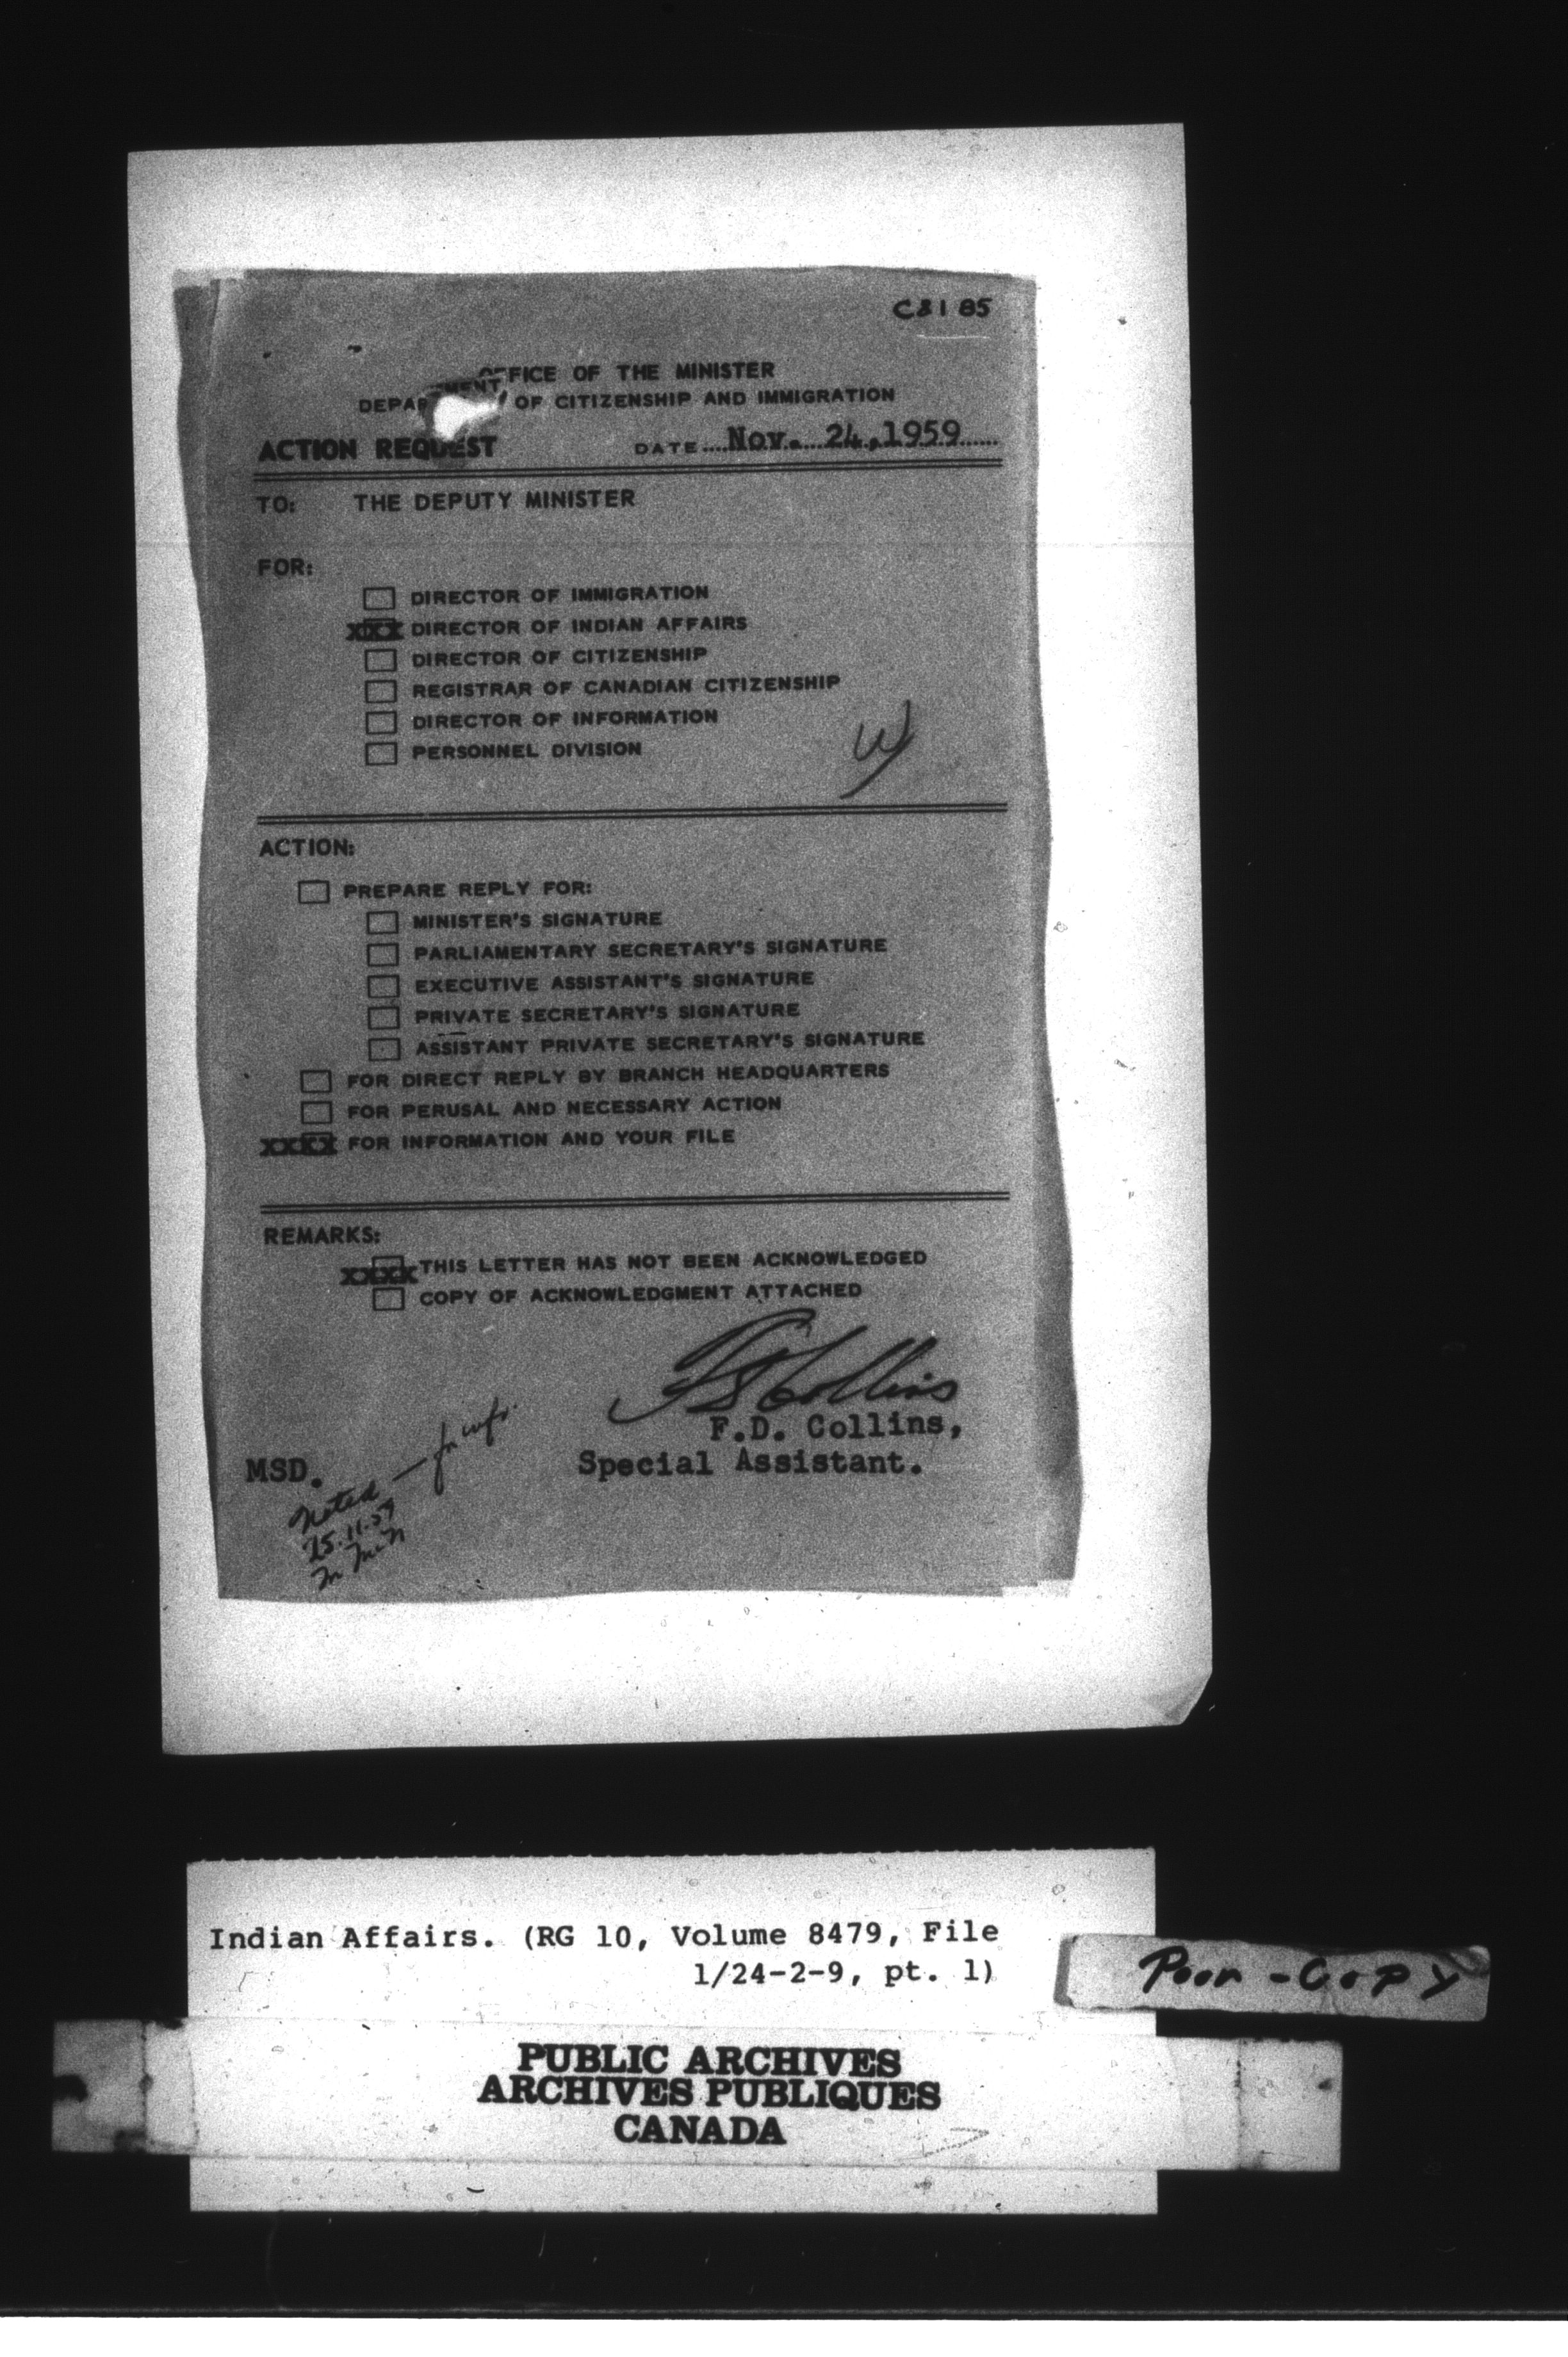 C&I 85
OFFICE OF THE MINISTER
DEPARTMENT OF CITIZENSHIP AND IMMIGRATION
ACTION REQUEST DATE Nov. 24, 1959
TO: THE DEPUTY MINISTER
FOR:
DIRECTOR OF IMMIGRATION
XXX DIRECTOR OF INDIAN AFFAIRS
DIRECTOR OF CITIZENSHIP
REGISTRAR OF CANADIAN CITIZENSHIP
DIRECTOR OF INFORMATION
PERSONNEL DIVISION
ACTION:
PREPARE REPLY FOR:
MINISTER'S SIGNATURE
PARLIAMENTARY SECRETARY'S SIGNATURE
EXECUTIVE ASSISTANT'S SIGNATURE
PRIVATE SECRETARY'S SIGNATURE
ASSISTANT PRIVATE SECRETARY'S SIGNATURE
FOR DIRECT REPLY BY BRANCH HEADQUARTERS
FOR PERUSAL AND NECESSARY ACTION
XXXX FOR INFORMATION AND YOUR FILE
REMARKS:
XXXX THIS LETTER HAS NOT BEEN ACKNOWLEDGED
COPY OF ACKNOWLEDGMENT ATTACHED
F D Collins
F.D. Collins,
MSD. Special Assistant.
Noted — for info.
25.11.59
Indian Affairs. (RG 10, Volume 8479, File
1/24-2-9, pt. 1)
Poor - Copy
PUBLIC ARCHIVES
ARCHIVES PUBLIQUES
CANADA